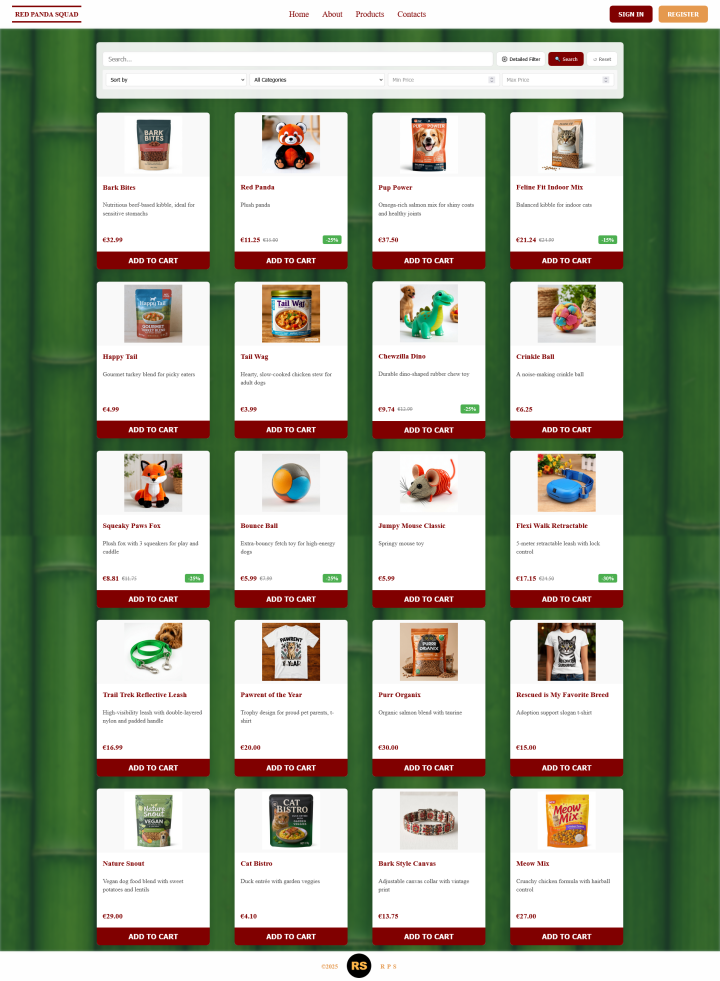 RED PANDA SQUAD
Home About Products Contacts
SIGN IN REGISTER
Search...
Detailed Filter
Search
Reset
Sort by
All Categories
Min Price
Max Price
BARK BITES
Bark Bites
Nutritious beef-based kibble, ideal for
sensitive stomachs
€32.99
ADD TO CART
Red Panda
Plush panda
€11.25 €15.00 -25%
ADD TO CART
PUP POWER
Pup Power
Omega-rich salmon mix for shiny coats
and healthy joints
€37.50
ADD TO CART
Feline Fit Indoor Mix
Balanced kibble for indoor cats
€21.24 €24.99 -15%
ADD TO CART
Happy Tail
GOURMET
Happy Tail
Gourmet turkey blend for picky eaters
€4.99
ADD TO CART
Tail Wag
Tail Wag
Hearty, slow-cooked chicken stew for
adult dogs
€3.99
ADD TO CART
Chewzilla Dino
Durable dino-shaped rubber chew toy
€9.74 €12.99 -25%
ADD TO CART
Crinkle Ball
A noise-making crinkle ball
€6.25
ADD TO CART
Squeaky Paws Fox
Plush fox with 3 squeakers for play and
cuddle
€8.81 €11.75 -25%
ADD TO CART
Bounce Ball
Extra-bouncy fetch toy for high-energy
dogs
€5.99 €7.99 -25%
ADD TO CART
Jumpy Mouse Classic
Springy mouse toy
€5.99
ADD TO CART
Flexi Walk Retractable
5-meter retractable leash with lock
control
€17.15 €24.50 -30%
ADD TO CART
Trail Trek Reflective Leash
High-visibility leash with double-layered
nylon and padded handle
€16.99
ADD TO CART
PAWRENT
YEAR
Pawrent of the Year
Trophy design for proud pet parents, t-
shirt
€20.00
ADD TO CART
PURR
ORGANIX
Purr Organix
Organic salmon blend with taurine
€30.00
ADD TO CART
Rescued is My Favorite Breed
Adoption support slogan t-shirt
€15.00
ADD TO CART
Nature
Snout
VEGAN
Nature Snout
Vegan dog food blend with sweet
potatoes and lentils
€29.00
ADD TO CART
CAT
BISTRO
Cat Bistro
Duck entrée with garden veggies
€4.10
ADD TO CART
Bark Style Canvas
Adjustable canvas collar with vintage
print
€13.75
ADD TO CART
Meow
Mix
Meow Mix
Crunchy chicken formula with hairball
control
€27.00
ADD TO CART
©2025 RS R P S